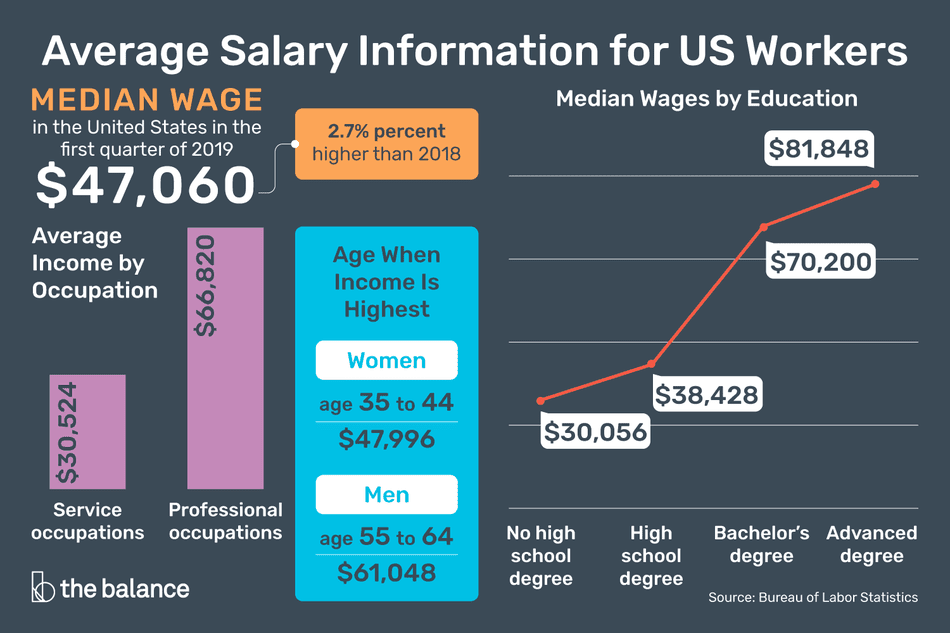 Average Salary Information for US Workers
MEDIAN WAGE
in the United States in the
first quarter of 2019
$47,060
2.7% percent
higher than 2018
Average
Income by
Occupation
$30,524
$66,820
Service
occupations
Professional
occupations
Age When
Income Is
Highest
Women
age 35 to 44
$47,996
Men
age 55 to 64
$61,048
Median Wages by Education
$81,848
$70,200
$38,428
$30,056
No high
school
degree
High
school
degree
Bachelor’s
degree
Advanced
degree
the balance
Source: Bureau of Labor Statistics